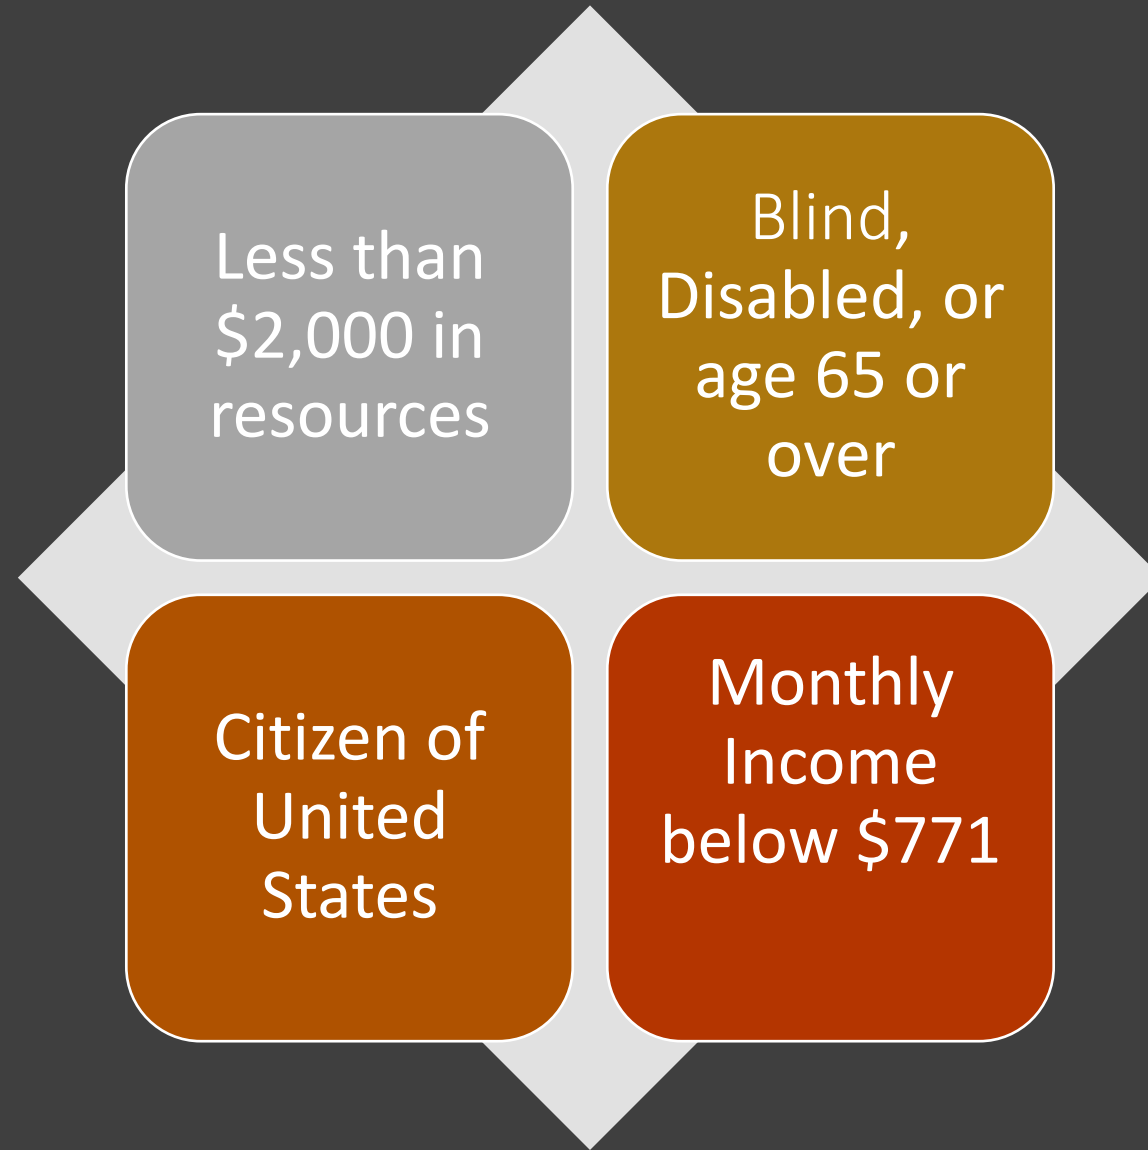 Less than
$2,000 in
resources
Blind,
Disabled, or
age 65 or
over
Citizen of
United
States
Monthly
Income
below $771